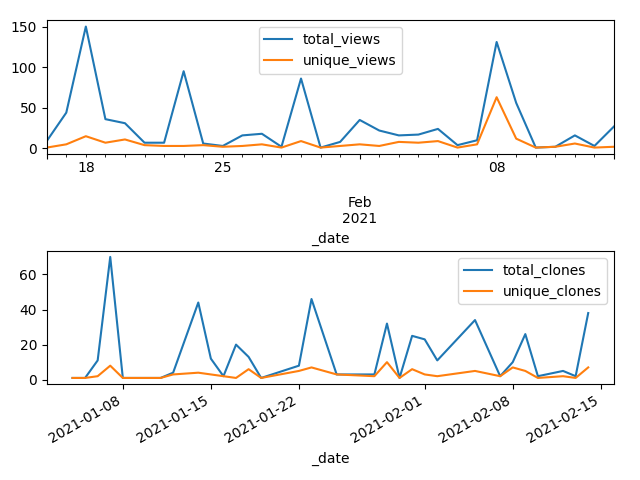 150
100
50
0
total_views
unique_views
18
25
08
Feb
2021
_date
60
40
20
0
total_clones
unique_clones
2021-01-08
2021-01-15
2021-01-22
2021-02-01
2021-02-08
2021-02-15
_date